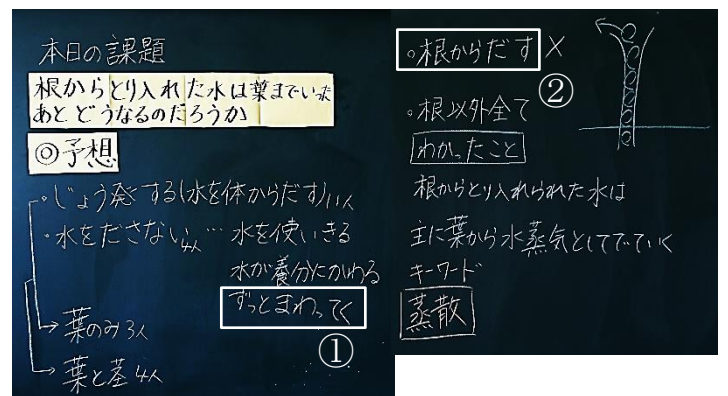 本日の課題
根からとり入れた水は葉までいった
あとどうなるのだろうか
◎予想
・じょう発する(水を体からだす)11人
・水をださない4人…水を使いきる
水が養分にかわる
ずっとまわってく
①
→葉のみ3人
→葉と茎4人
。根からだす ×
②
。根以外全て
わかったこと
根からとり入れられた水は
主に葉から水蒸気としてでていく
キーワード
蒸散